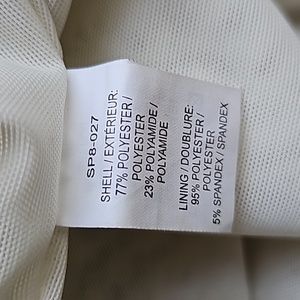 SP8-027
SHELL / EXTÉRIEUR:
77% POLYESTER /
POLYESTER
23% POLYAMIDE /
POLYAMIDE
LINING / DOUBLURE:
95% POLYESTER /
POLYESTER
5% SPANDEX / SPANDEX